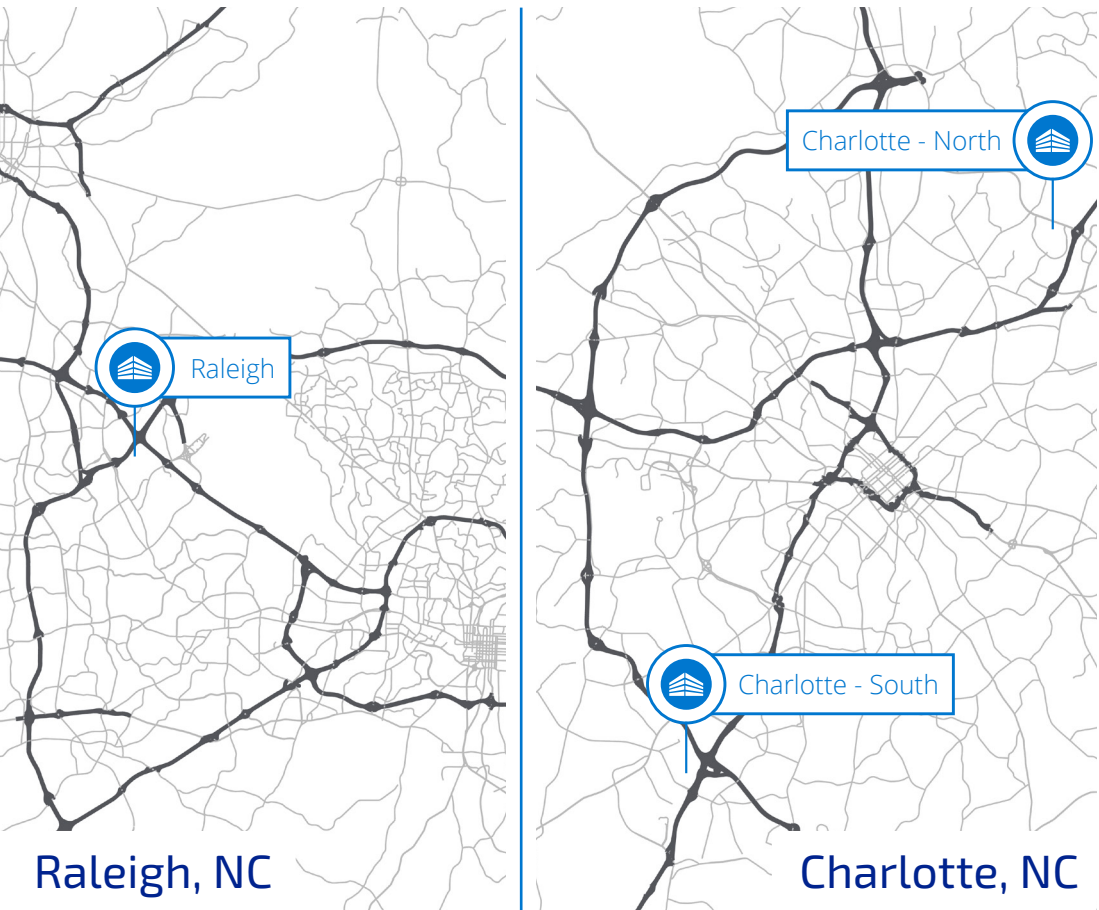 Raleigh
Raleigh, NC
Charlotte - North
Charlotte - South
Charlotte, NC